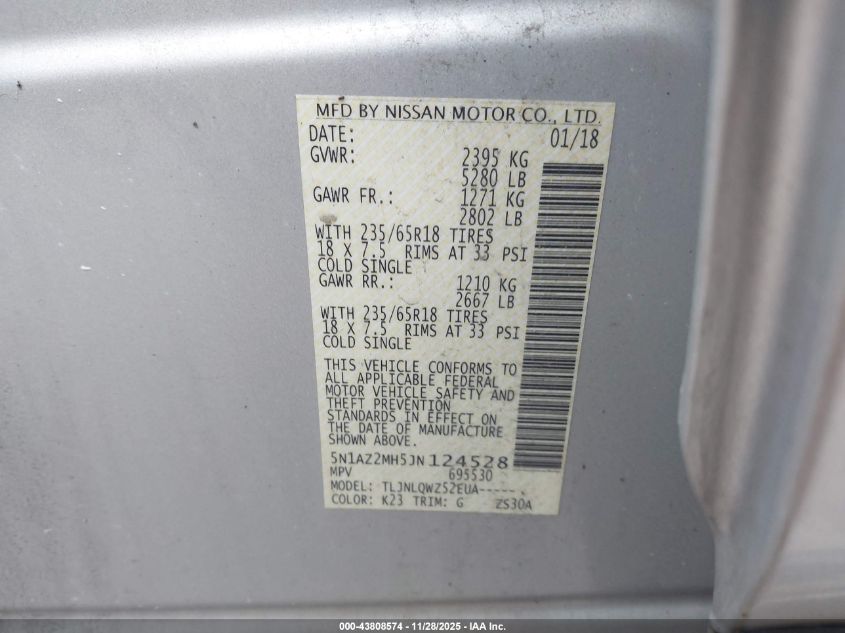 MFD BY NISSAN MOTOR CO., LTD.
DATE: 01/18
GVWR: 2395 KG
5280 LB
GAWR FR.: 1271 KG
2802 LB
WITH 235/65R18 TIRES
18 X 7.5 RIMS AT 33 PSI
COLD SINGLE
GAWR RR.: 1210 KG
2667 LB
WITH 235/65R18 TIRES
18 X 7.5 RIMS AT 33 PSI
COLD SINGLE
THIS VEHICLE CONFORMS TO
ALL APPLICABLE FEDERAL
MOTOR VEHICLE SAFETY AND
THEFT PREVENTION
STANDARDS IN EFFECT ON
THE DATE OF MANUFACTURE
SHOWN ABOVE.
5N1AZ2MH5JN124528
MPV 695530
MODEL: TLJNLQWZ52EUA-----
COLOR: K23 TRIM: G ZS30A
000-43808574 | 11/28/2025 - IAA Inc.